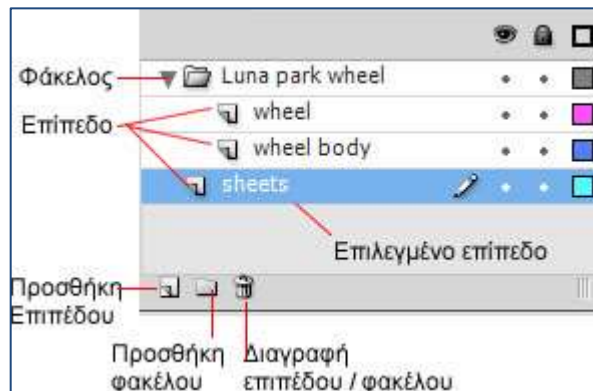 Φάκελος
Luna park wheel
Επίπεδο
wheel
wheel body
sheets
Επιλεγμένο επίπεδο
Προσθήκη
Επιπέδου
Προσθήκη
φακέλου
Διαγραφή
επιπέδου / φακέλου